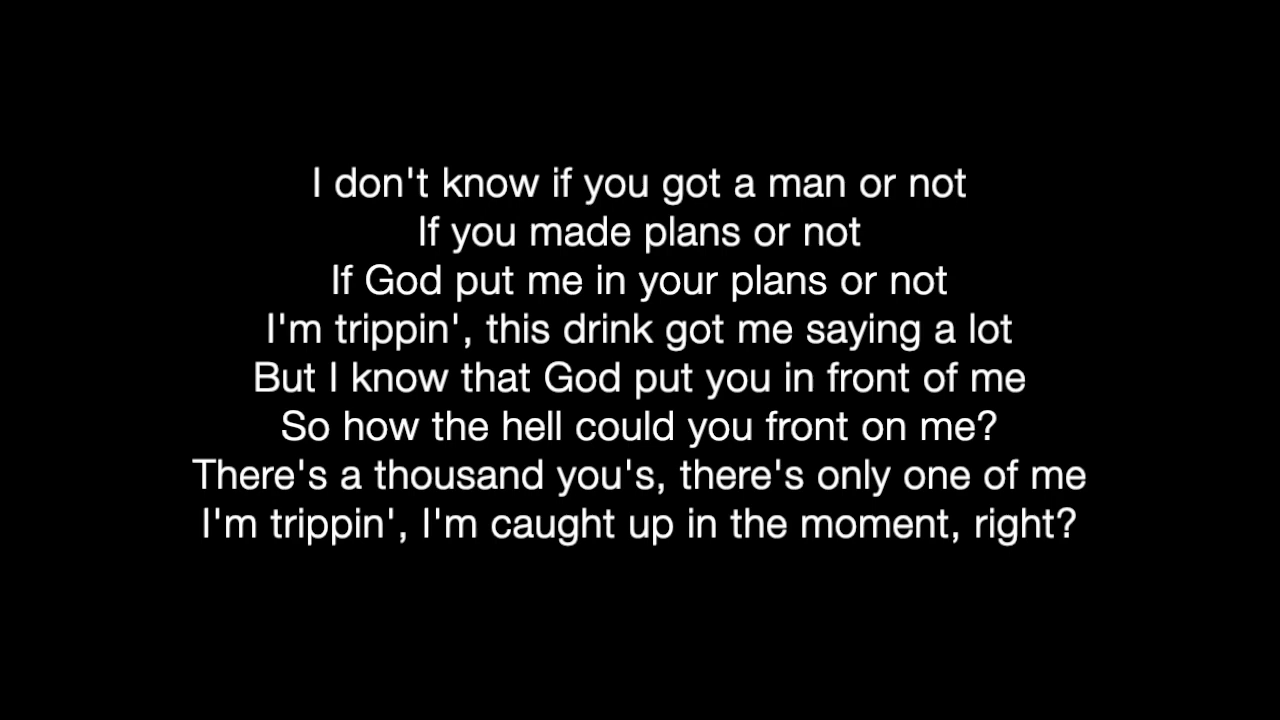 I don't know if you got a man or not
If you made plans or not
If God put me in your plans or not
I'm trippin', this drink got me saying a lot
But I know that God put you in front of me
So how the hell could you front on me?
There's a thousand you's, there's only one of me
I'm trippin', I'm caught up in the moment, right?